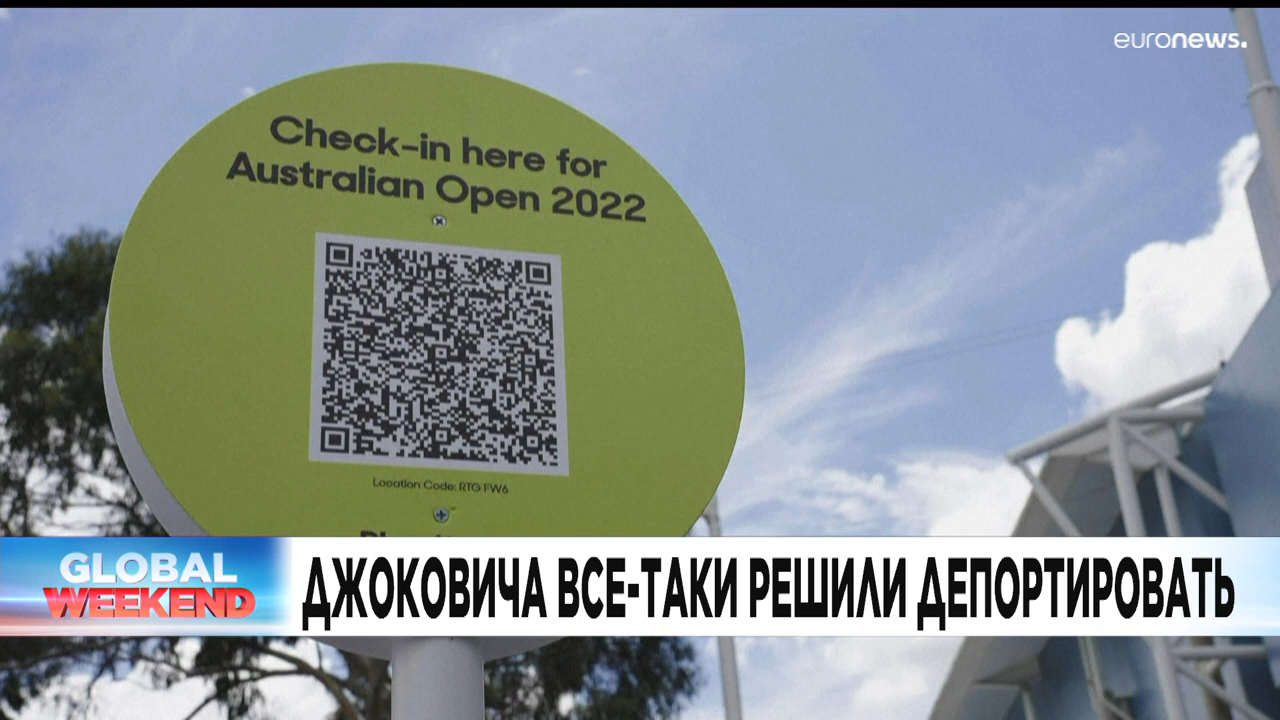 euronews.
Check-in here for
Australian Open 2022
Location Code: RTG FW6
GLOBAL
WEEKEND
ДЖОКОВИЧА ВСЕ-ТАКИ РЕШИЛИ ДЕПОРТИРОВАТЬ